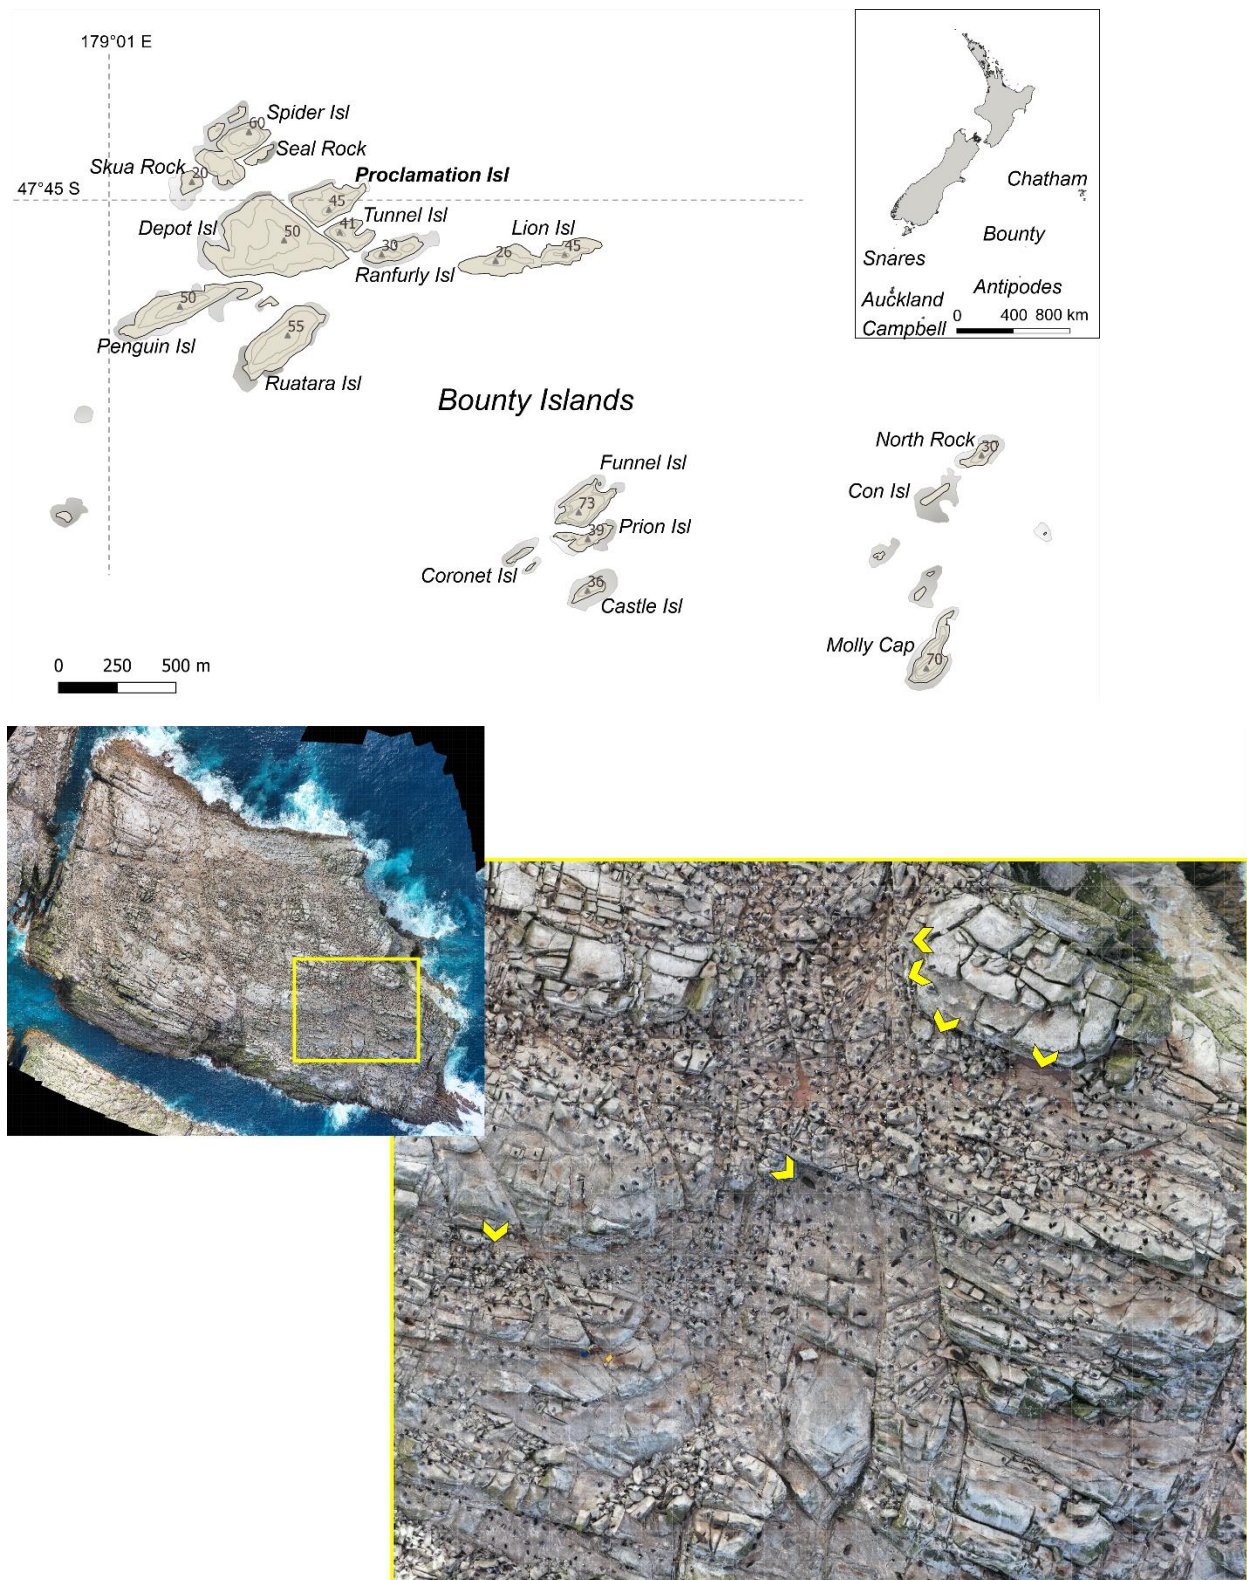 179°01 E
Spider Isl
60
Seal Rock
Skua Rock
20
Proclamation Isl
47°45 S
45
Tunnel Isl
41
Depot Isl
50
Lion Isl
30
26
45
Ranfurly Isl
50
Penguin Isl
55
Ruatara Isl
Chatham
Bounty
Snares
Antipodes
Auckland
0 400 800 km
Campbell
Bounty Islands
North Rock
30
Funnel Isl
Con Isl
73
Prion Isl
39
Coronet Isl
36
Castle Isl
Molly Cap
70
0 250 500 m